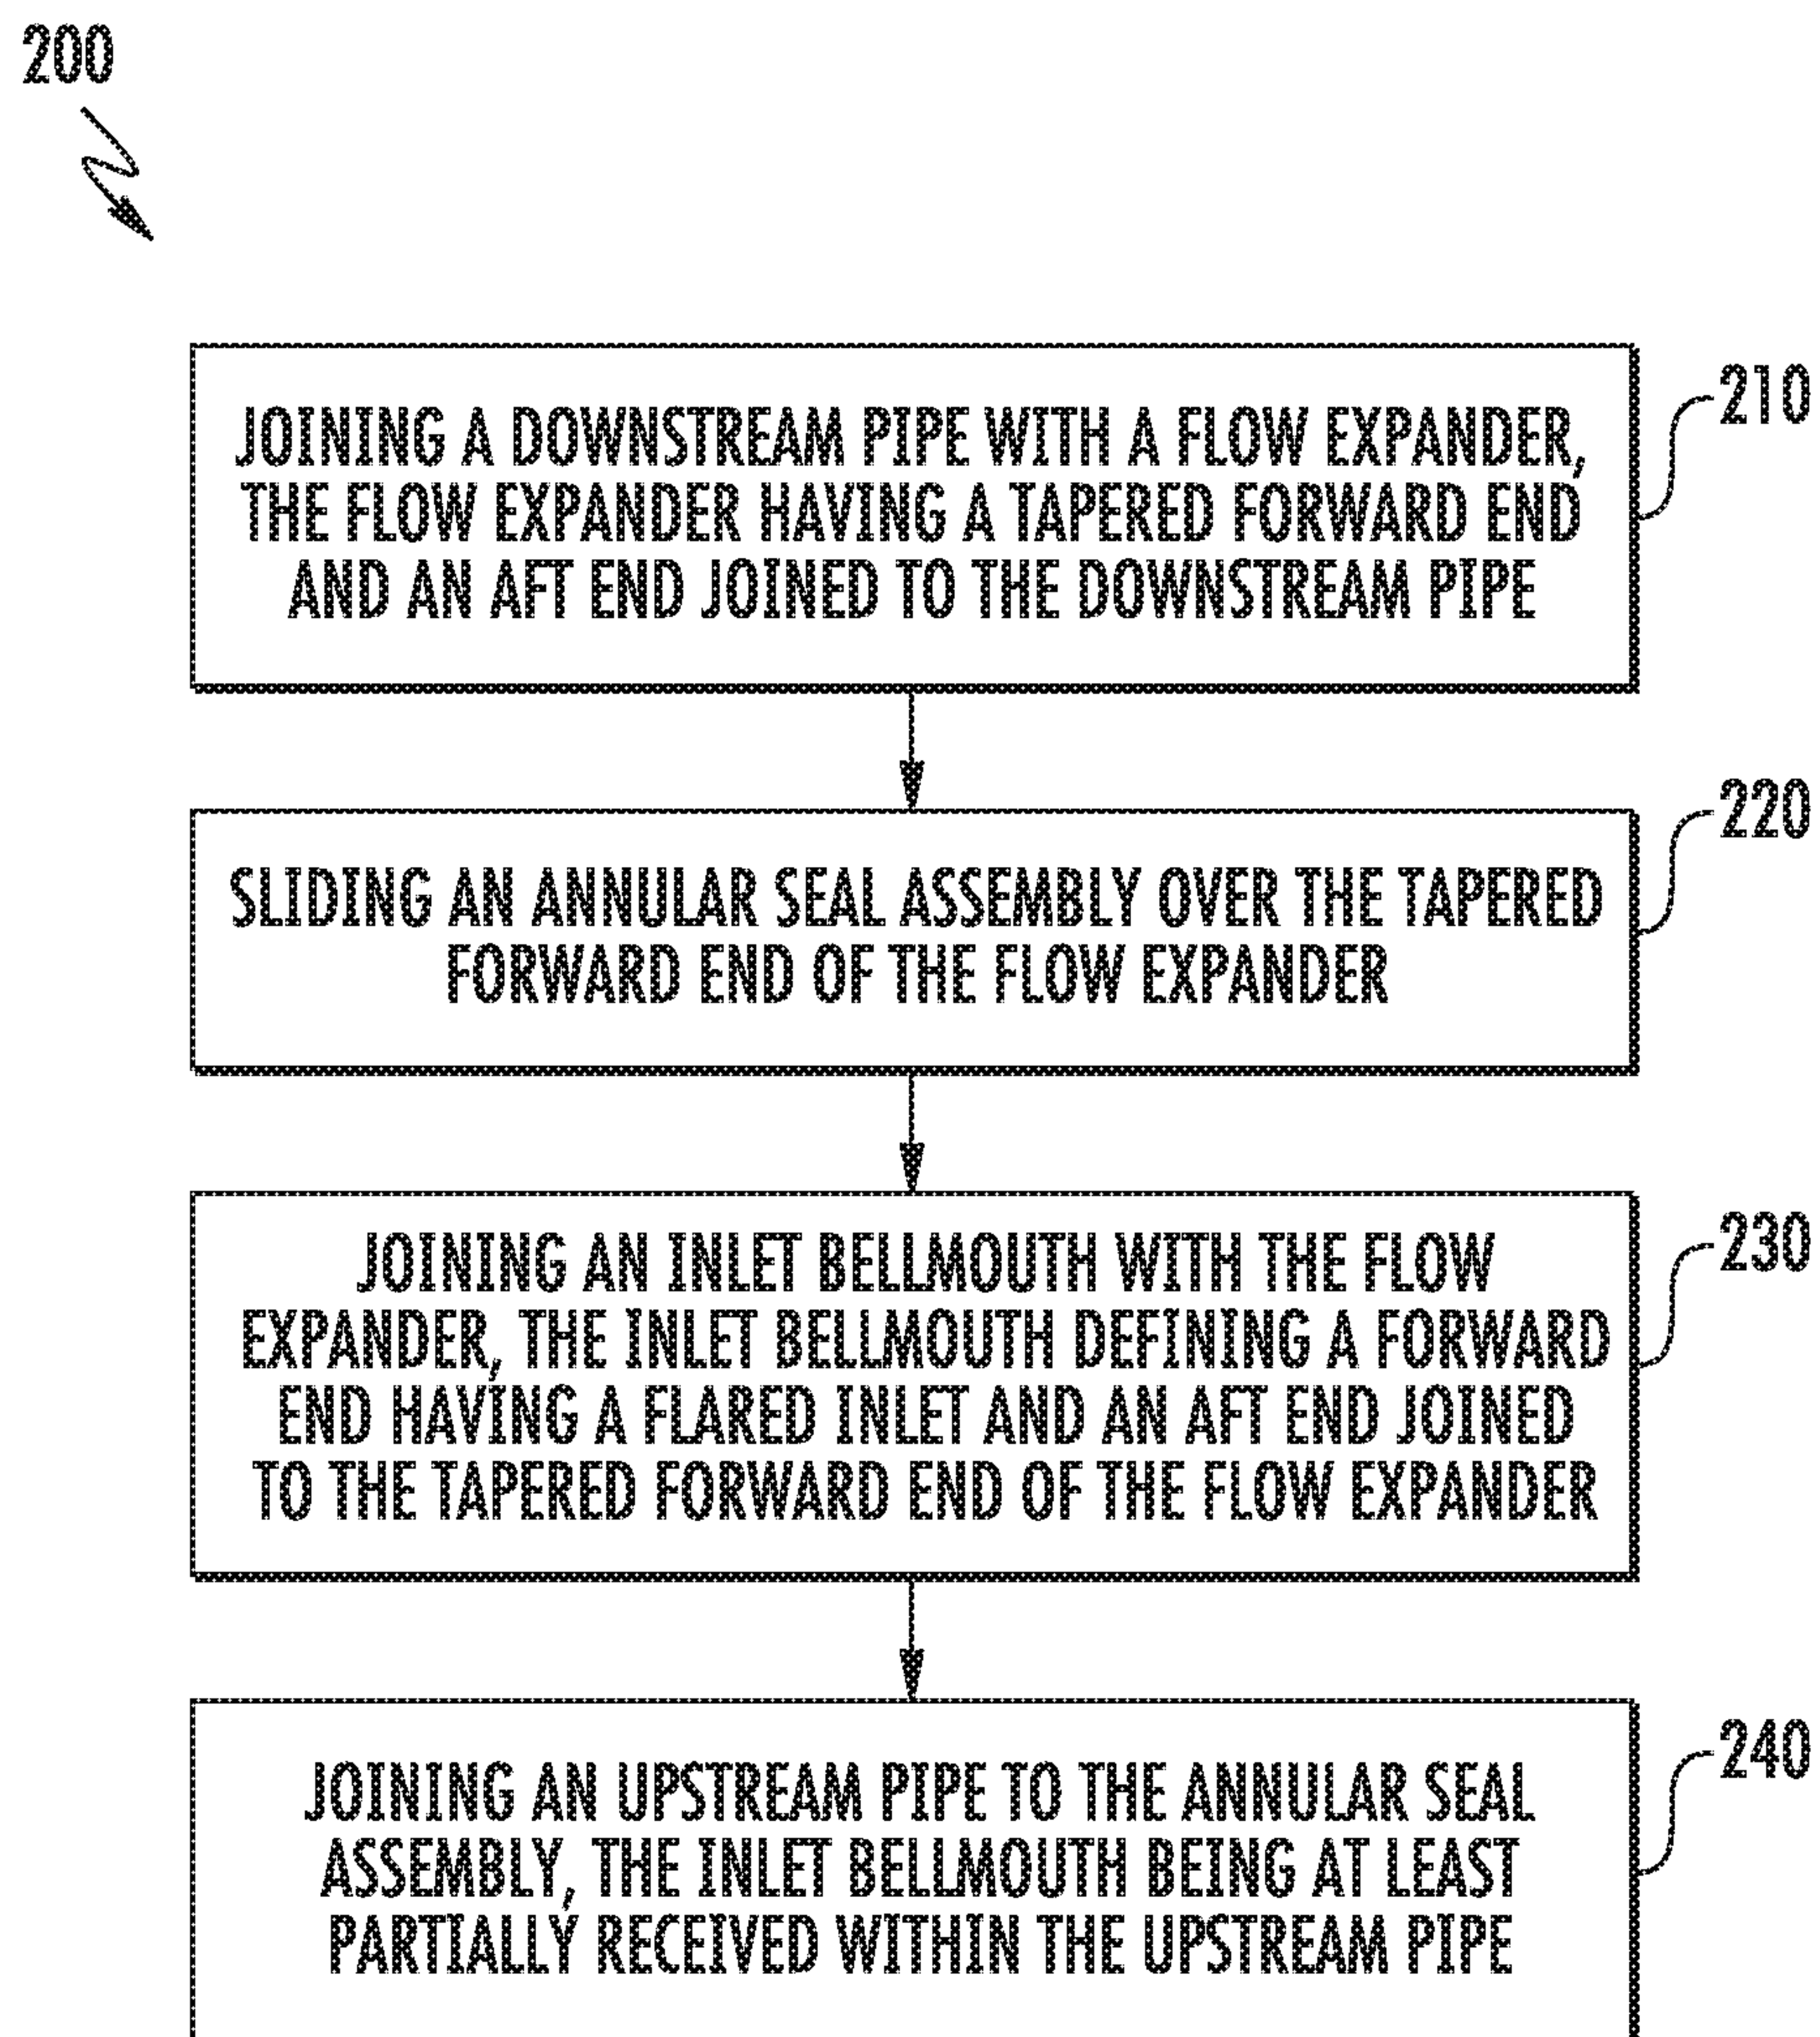 200
JOINING A DOWNSTREAM PIPE WITH A FLOW EXPANDER,
THE FLOW EXPANDER HAVING A TAPERED FORWARD END
AND AN AFT END JOINED TO THE DOWNSTREAM PIPE
210
SLIDING AN ANNULAR SEAL ASSEMBLY OVER THE TAPERED
FORWARD END OF THE FLOW EXPANDER
220
JOINING AN INLET BELLMOUTH WITH THE FLOW
EXPANDER, THE INLET BELLMOUTH DEFINING A FORWARD
END HAVING A FLARED INLET AND AN AFT END JOINED
TO THE TAPERED FORWARD END OF THE FLOW EXPANDER
230
JOINING AN UPSTREAM PIPE TO THE ANNULAR SEAL
ASSEMBLY, THE INLET BELLMOUTH BEING AT LEAST
PARTIALLY RECEIVED WITHIN THE UPSTREAM PIPE
240